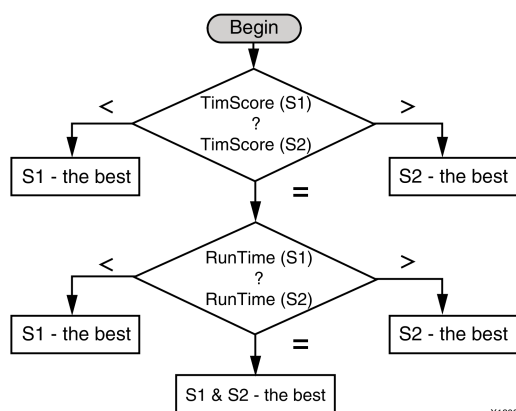 Begin
TimScore (S1)
?
TimScore (S2)
<
>
S1 - the best
S2 - the best
=
RunTime (S1)
?
RunTime (S2)
<
>
S1 - the best
S2 - the best
=
S1 & S2 - the best